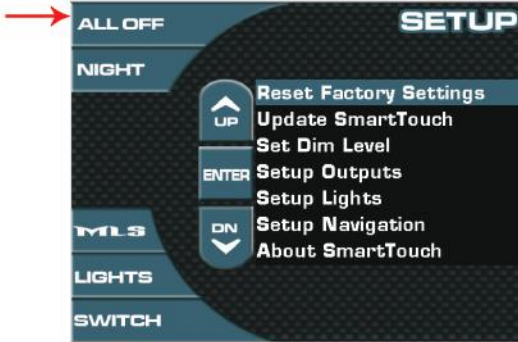 ALL OFF
SETUP
NIGHT
Reset Factory Settings
UP
Update SmartTouch
Set Dim Level
ENTER
Setup Outputs
Setup Lights
MLS
DN
Setup Navigation
About SmartTouch
LIGHTS
SWITCH